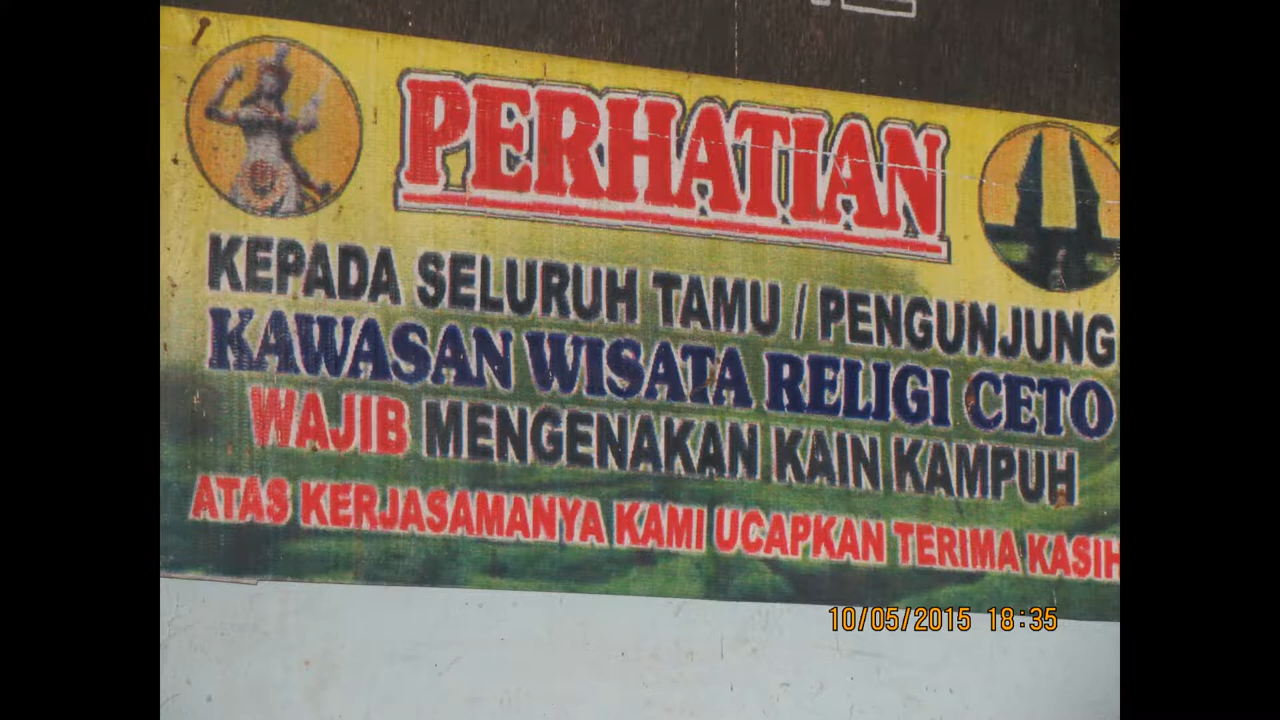 PERHATIAN
KEPADA SELURUH TAMU / PENGUNJUNG
KAWASAN WISATA RELIGI CETO
WAJIB MENGENAKAN KAIN KAMPUH
ATAS KERJASAMANYA KAMI UCAPKAN TERIMA KASIH
10/05/2015 18:35